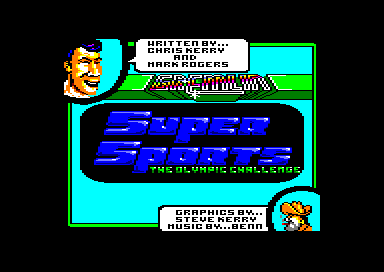 WRITTEN BY...
CHRIS KERRY
AND
MARK ROGERS
GREMLIN
SUPER
SPORTS
THE OLYMPIC CHALLENGE
GRAPHICS BY...
STEVE KERRY
MUSIC BY...BENN